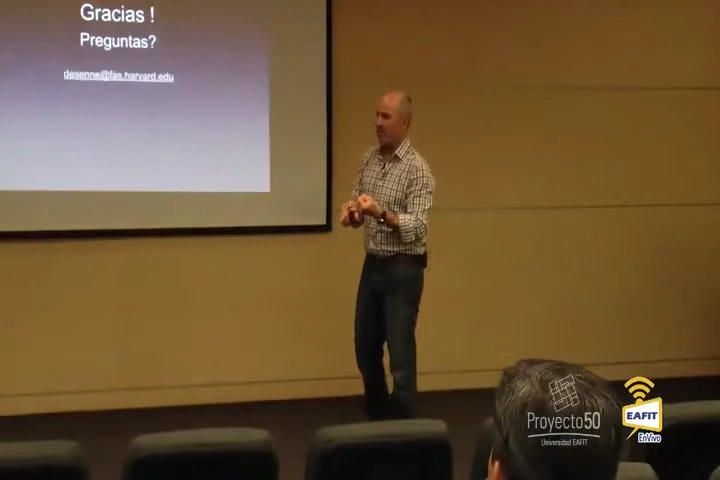 Gracias !
Preguntas?
desenne@fas.harvard.edu
Proyecto50
Universidad EAFIT
EAFIT
EnVivo